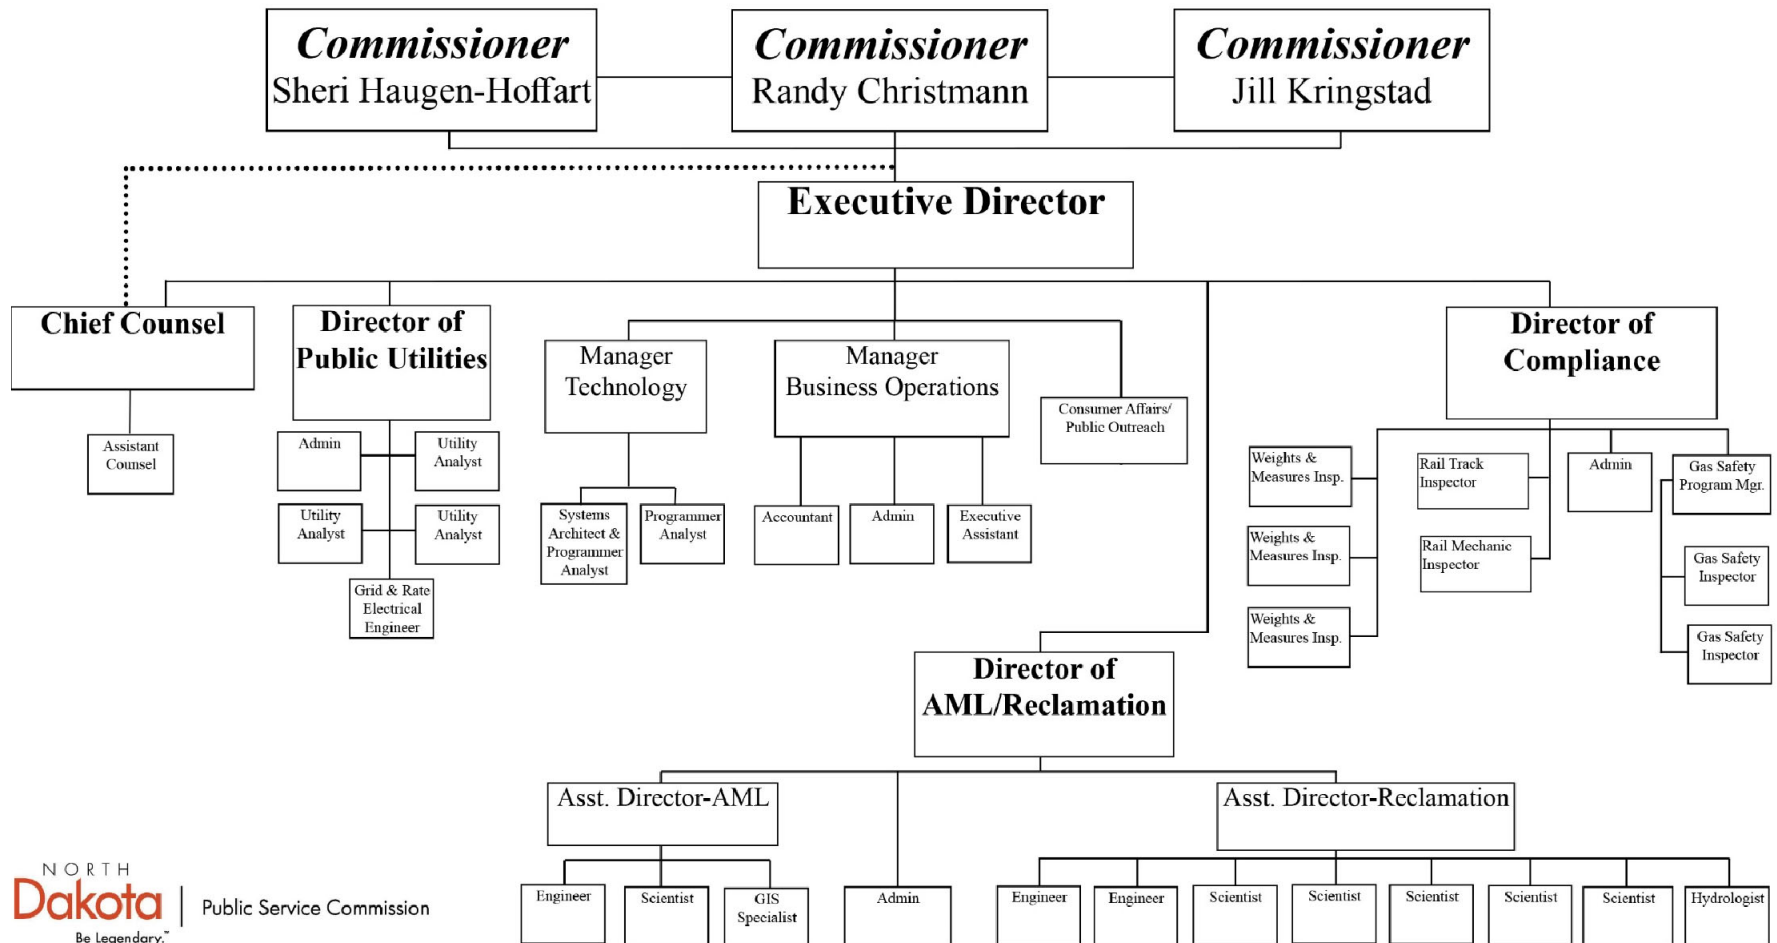 Commissioner
Sheri Haugen-Hoffart
Commissioner
Randy Christmann
Commissioner
Jill Kringstad
Executive Director
Chief Counsel
Assistant
Counsel
Director of
Public Utilities
Admin
Utility
Analyst
Utility
Analyst
Utility
Analyst
Grid & Rate
Electrical
Engineer
Manager
Technology
Systems
Architect &
Programmer
Analyst
Programmer
Analyst
Manager
Business Operations
Accountant
Admin
Executive
Assistant
Consumer Affairs/
Public Outreach
Director of
Compliance
Weights &
Measures Insp.
Weights &
Measures Insp.
Weights &
Measures Insp.
Rail Track
Inspector
Rail Mechanic
Inspector
Admin
Gas Safety
Program Mgr.
Gas Safety
Inspector
Gas Safety
Inspector
Director of
AML/Reclamation
Asst. Director-AML
Engineer
Scientist
GIS
Specialist
Admin
Asst. Director-Reclamation
Engineer
Engineer
Scientist
Scientist
Scientist
Scientist
Scientist
Hydrologist
NORTH
Dakota
Be Legendary.™
Public Service Commission